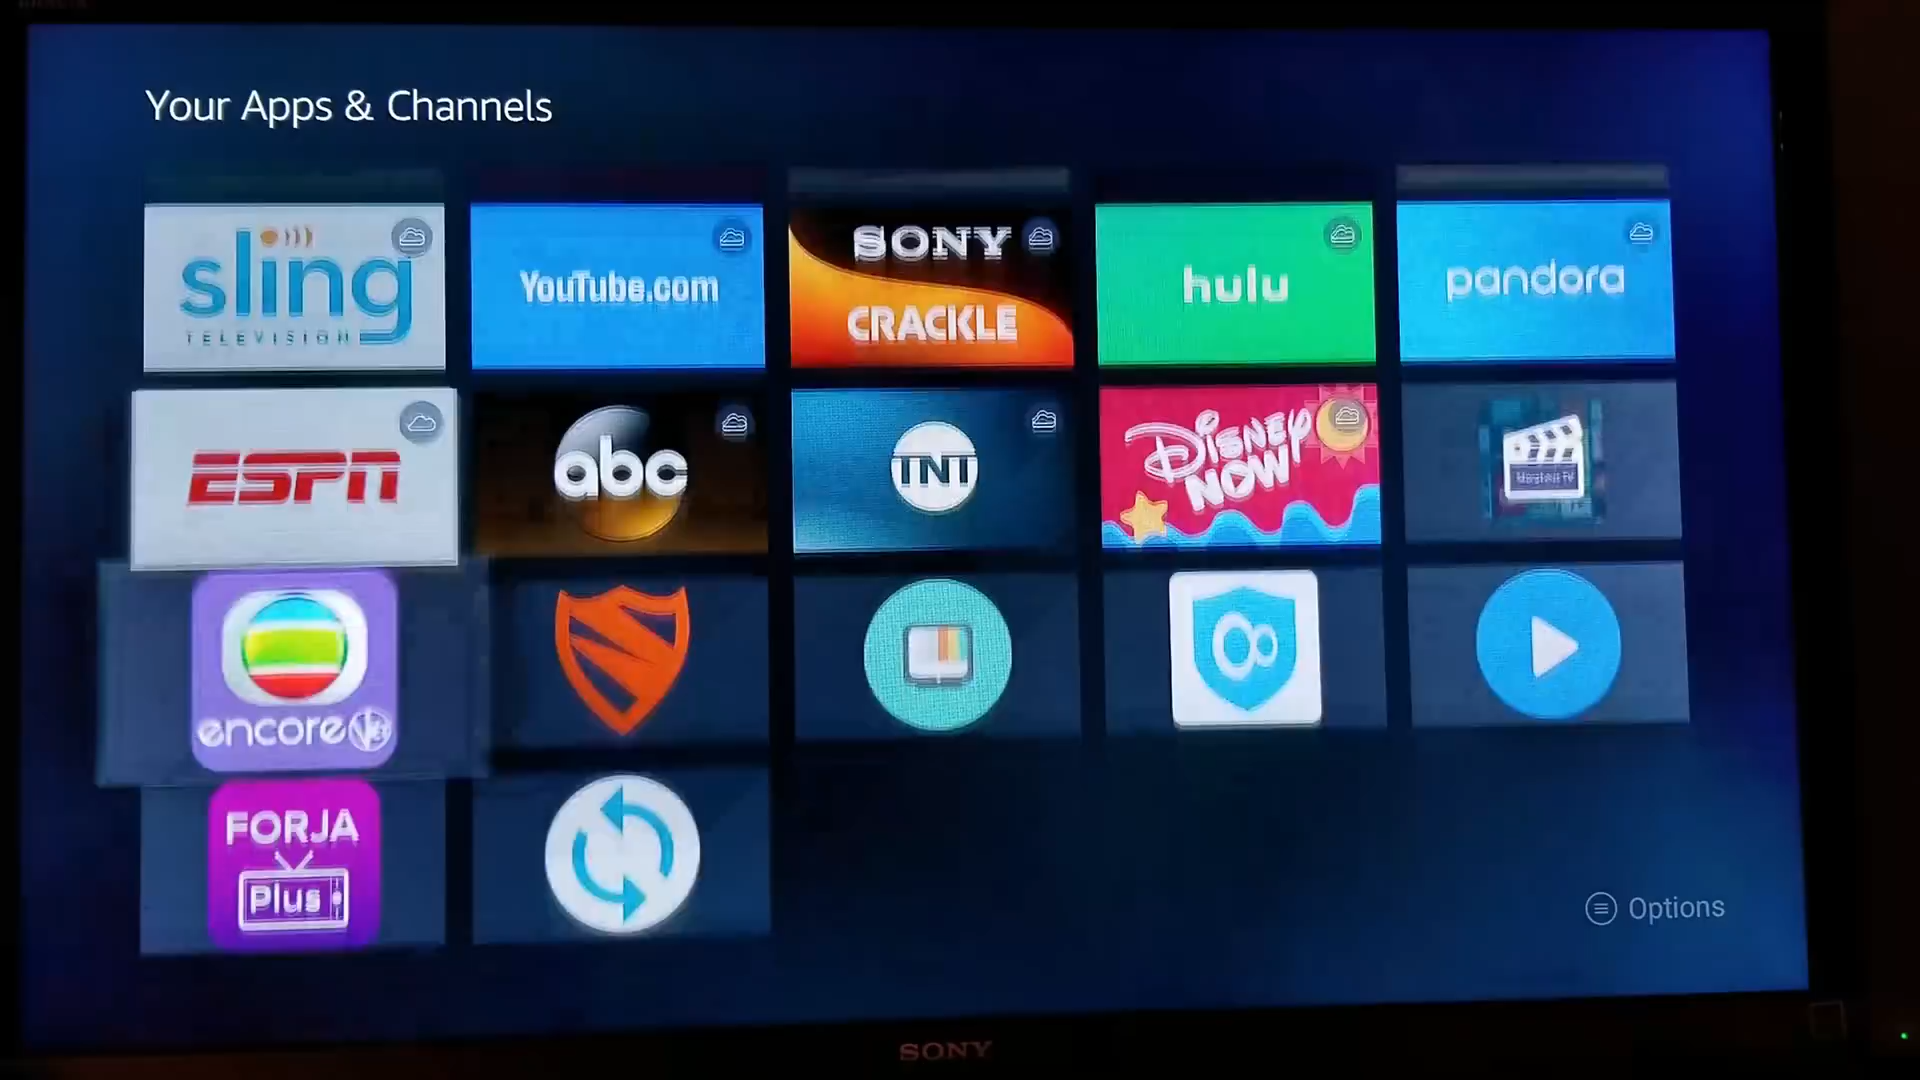 Your Apps & Channels
sling
TELEVISION
YouTube.com
SONY
CRACKLE
hulu
pandora
ESPN
abc
TNT
DISNEY
NOW
encore
FORJA
Plus
Options
SONY